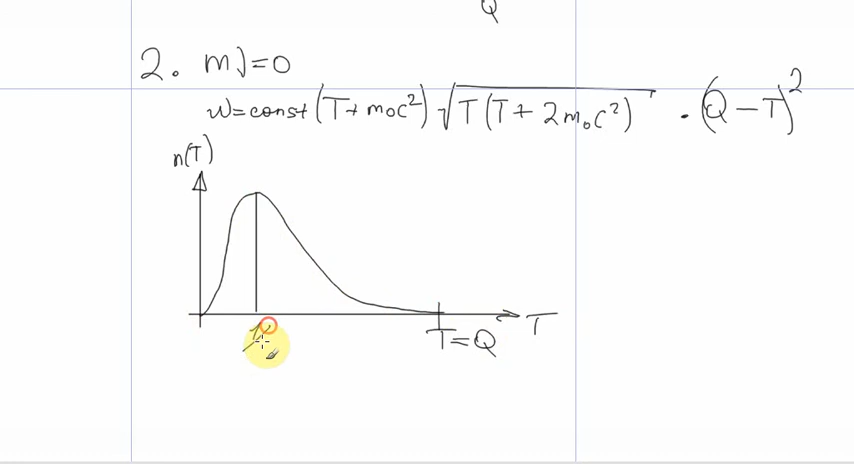 Q
2. mν=0
w=const (T+m₀c²) √T(T+2m₀c²) · (Q-T)²
n(T)
T
T=Q